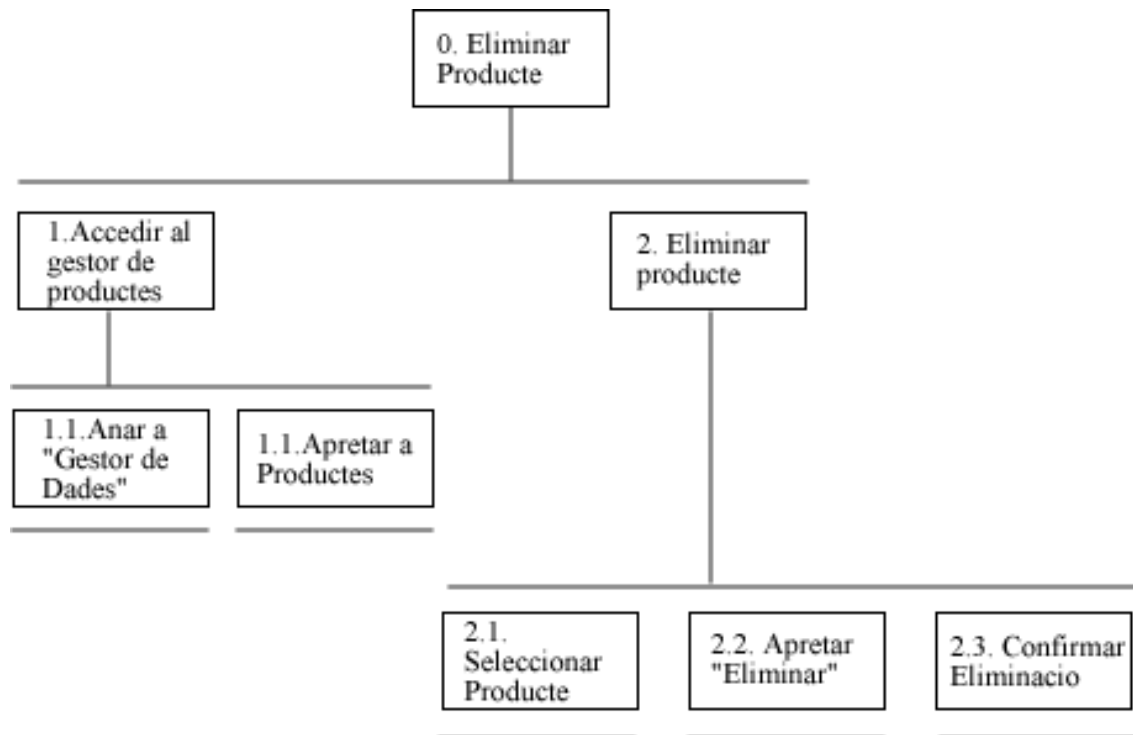 0. Eliminar
Producte
1.Accedir al
gestor de
productes
2. Eliminar
producte
1.1.Anar a
"Gestor de
Dades"
1.1.Apretar a
Productes
2.1.
Seleccionar
Producte
2.2. Apretar
"Eliminar"
2.3. Confirmar
Eliminacio